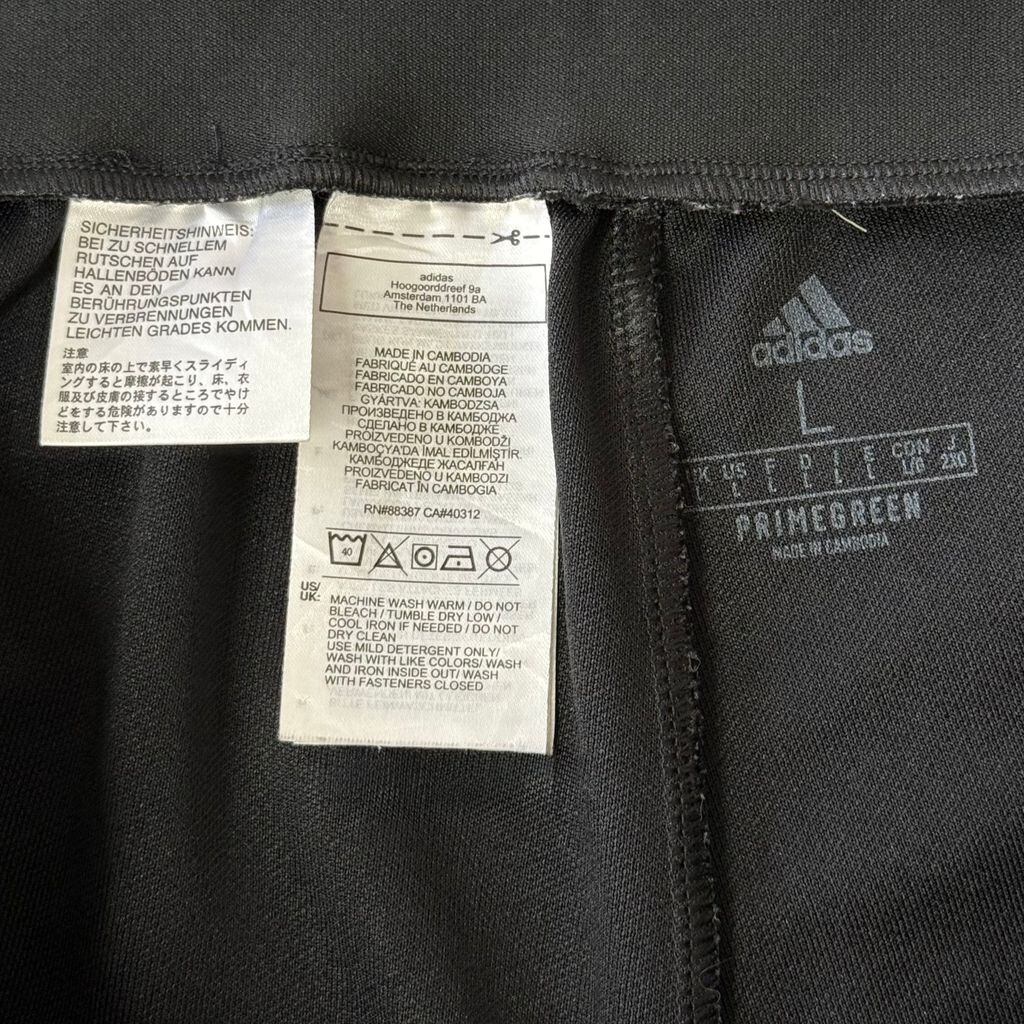 SICHERHEITSHINWEIS:
BEI ZU SCHNELLEM
RUTSCHEN AUF
HALLENBÖDEN KANN
ES AN DEN
BERÜHRUNGSPUNKTEN
ZU VERBRENNUNGEN
LEICHTEN GRADES KOMMEN.
注意
室内の床の上で素早くスライディ
ングすると摩擦が起こり、床、衣
服及び皮膚の接するところでやけ
どをする危険がありますので十分
注意して下さい。
adidas
Hoogoorddreef 9a
Amsterdam 1101 BA
The Netherlands
MADE IN CAMBODIA
FABRIQUÉ AU CAMBODGE
FABRICADO EN CAMBOYA
FABRICADO NO CAMBOJA
GYÁRTVA: KAMBODZSA
ПРОИЗВЕДЕНО В КАМБОДЖА
СДЕЛАНО В КАМБОДЖЕ
PROIZVEDENO U KOMBODŽI
KAMBOÇYA'DA İMAL EDİLMİŞTİR.
КАМБОДЖЕДЕ ЖАСАЛҒАН
PROIZVEDENO U KAMBODZI
FABRICAT ÎN CAMBOGIA
RN#88387 CA#40312
40
US/
UK:
MACHINE WASH WARM / DO NOT
BLEACH / TUMBLE DRY LOW /
COOL IRON IF NEEDED / DO NOT
DRY CLEAN
USE MILD DETERGENT ONLY/
WASH WITH LIKE COLORS/ WASH
AND IRON INSIDE OUT/ WASH
WITH FASTENERS CLOSED
adidas
L
US F D I E CDN J
L L L L L L/G 2XO
PRIMEGREEN
MADE IN CAMBODIA